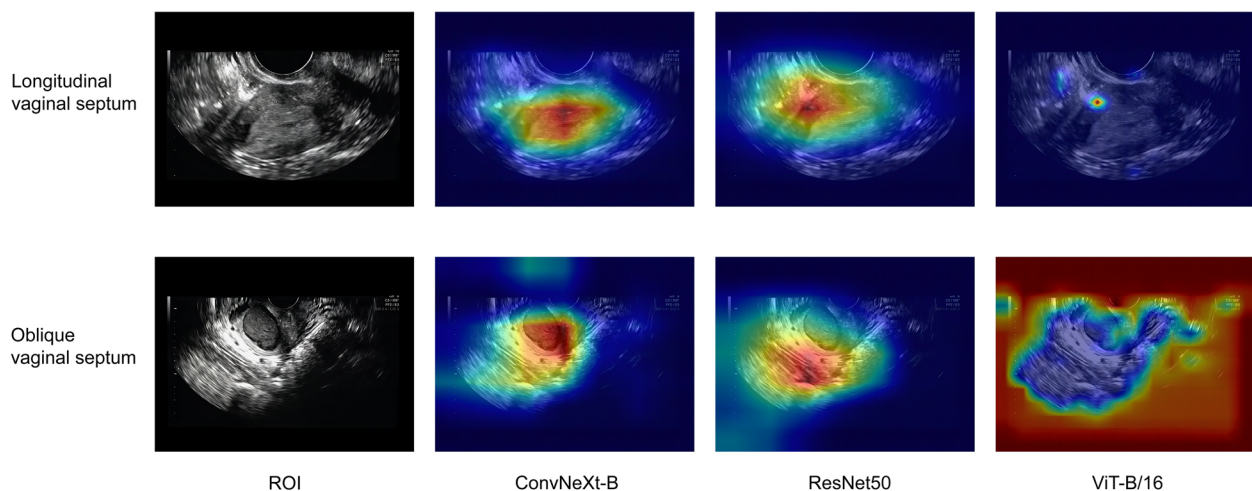 Longitudinal
vaginal septum
Oblique
vaginal septum
ROI
ConvNeXt-B
ResNet50
ViT-B/16